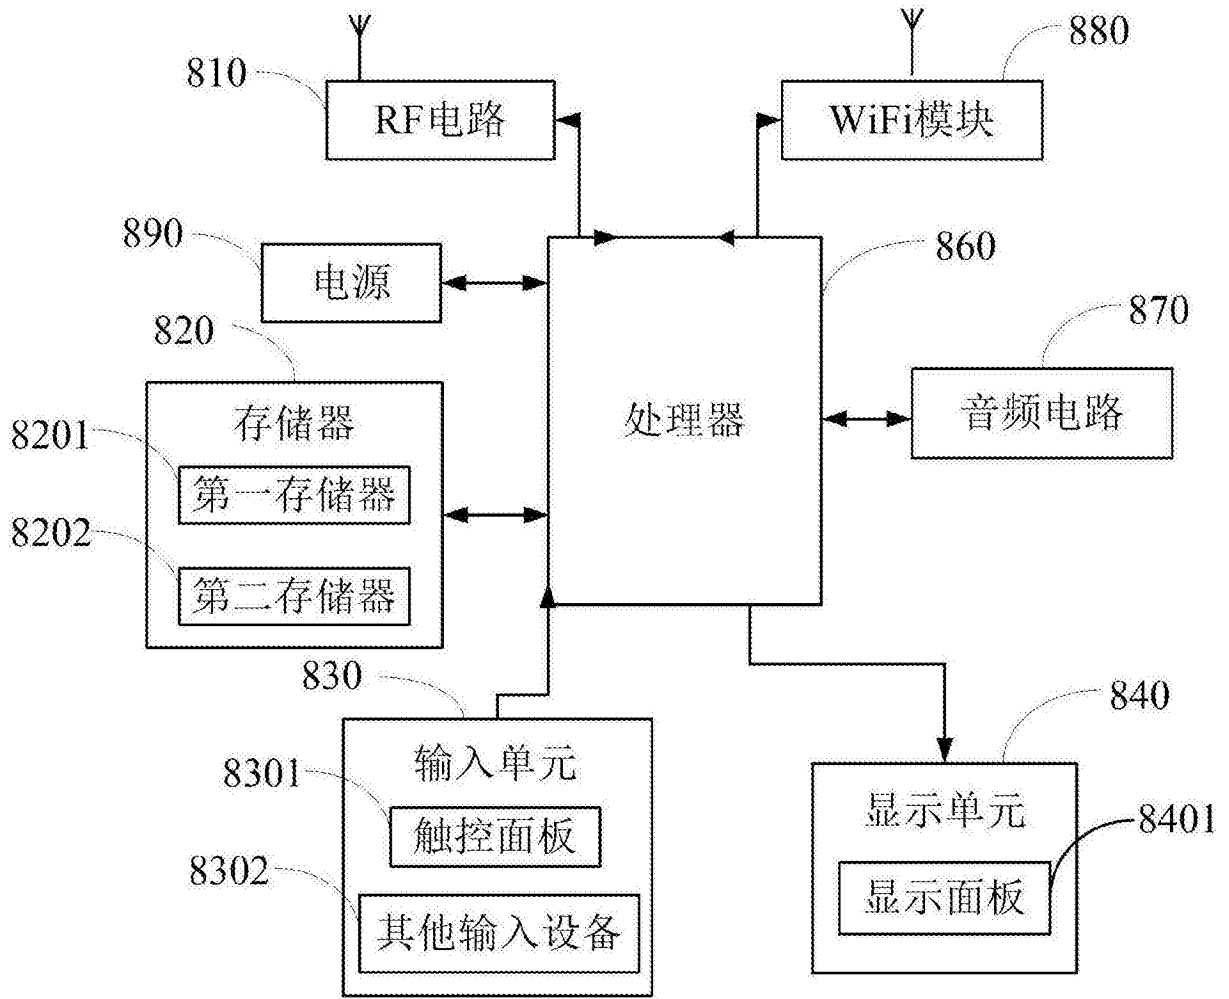 810
RF电路
880
WiFi模块
890
电源
860
处理器
870
音频电路
820
存储器
8201
第一存储器
8202
第二存储器
830
输入单元
8301
触控面板
8302
其他输入设备
840
显示单元
8401
显示面板